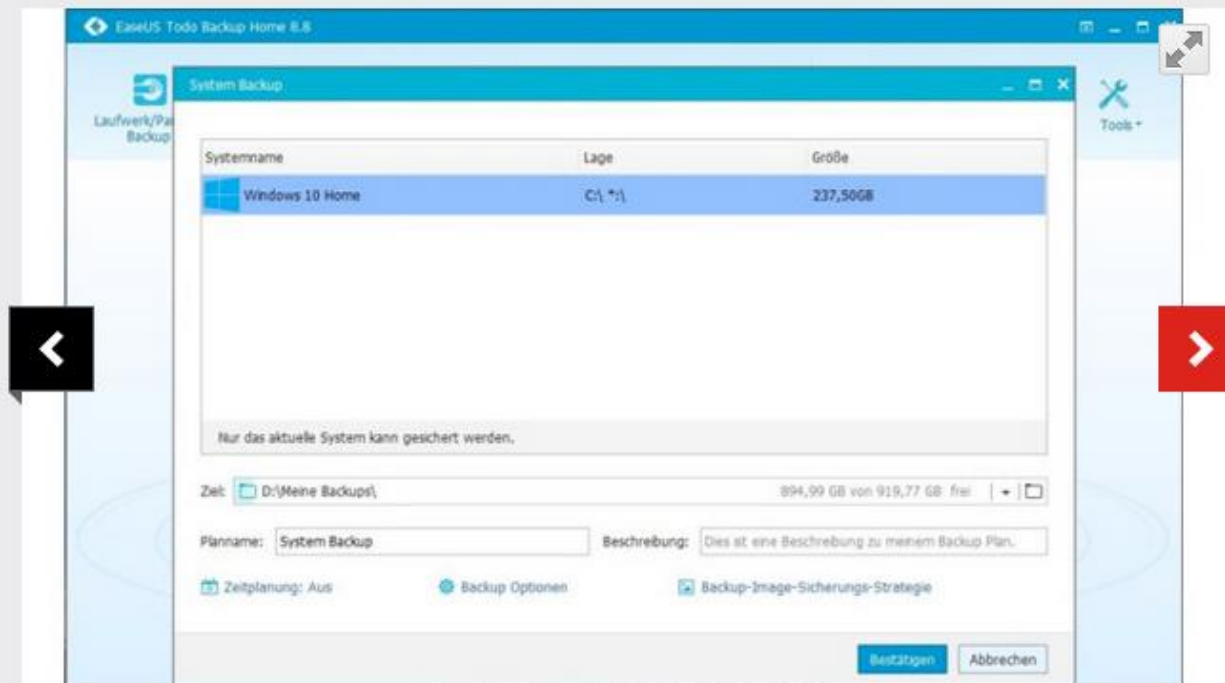 EaseUS Todo Backup Home 8.8
System Backup
Laufwerk/Pa
Backup
Tools
Systemname Lage Größe
Windows 10 Home C:\ *:\ 237,50GB
Nur das aktuelle System kann gesichert werden.
Ziel: D:\Meine Backups\ 894,99 GB von 919,77 GB frei
Planname: System Backup Beschreibung: Dies ist eine Beschreibung zu meinem Backup Plan.
Zeitplanung: Aus Backup Optionen Backup-Image-Sicherungs-Strategie
Bestätigen Abbrechen